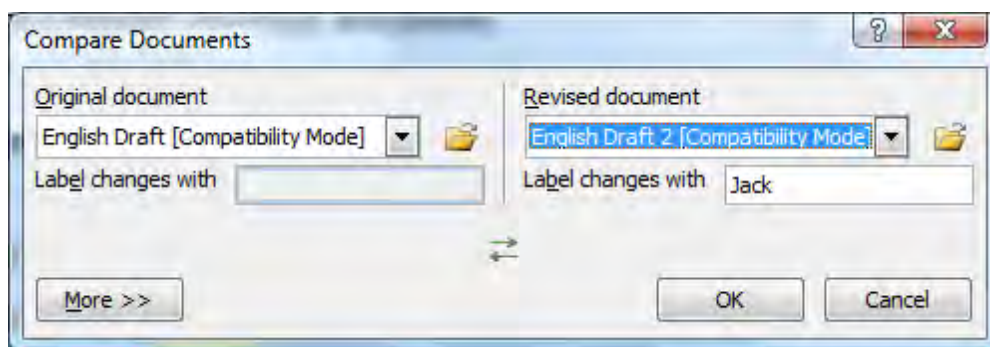 Compare Documents
Original document
Revised document
English Draft [Compatibility Mode]
English Draft 2 [Compatibility Mode]
Label changes with
Label changes with Jack
More >>
OK
Cancel